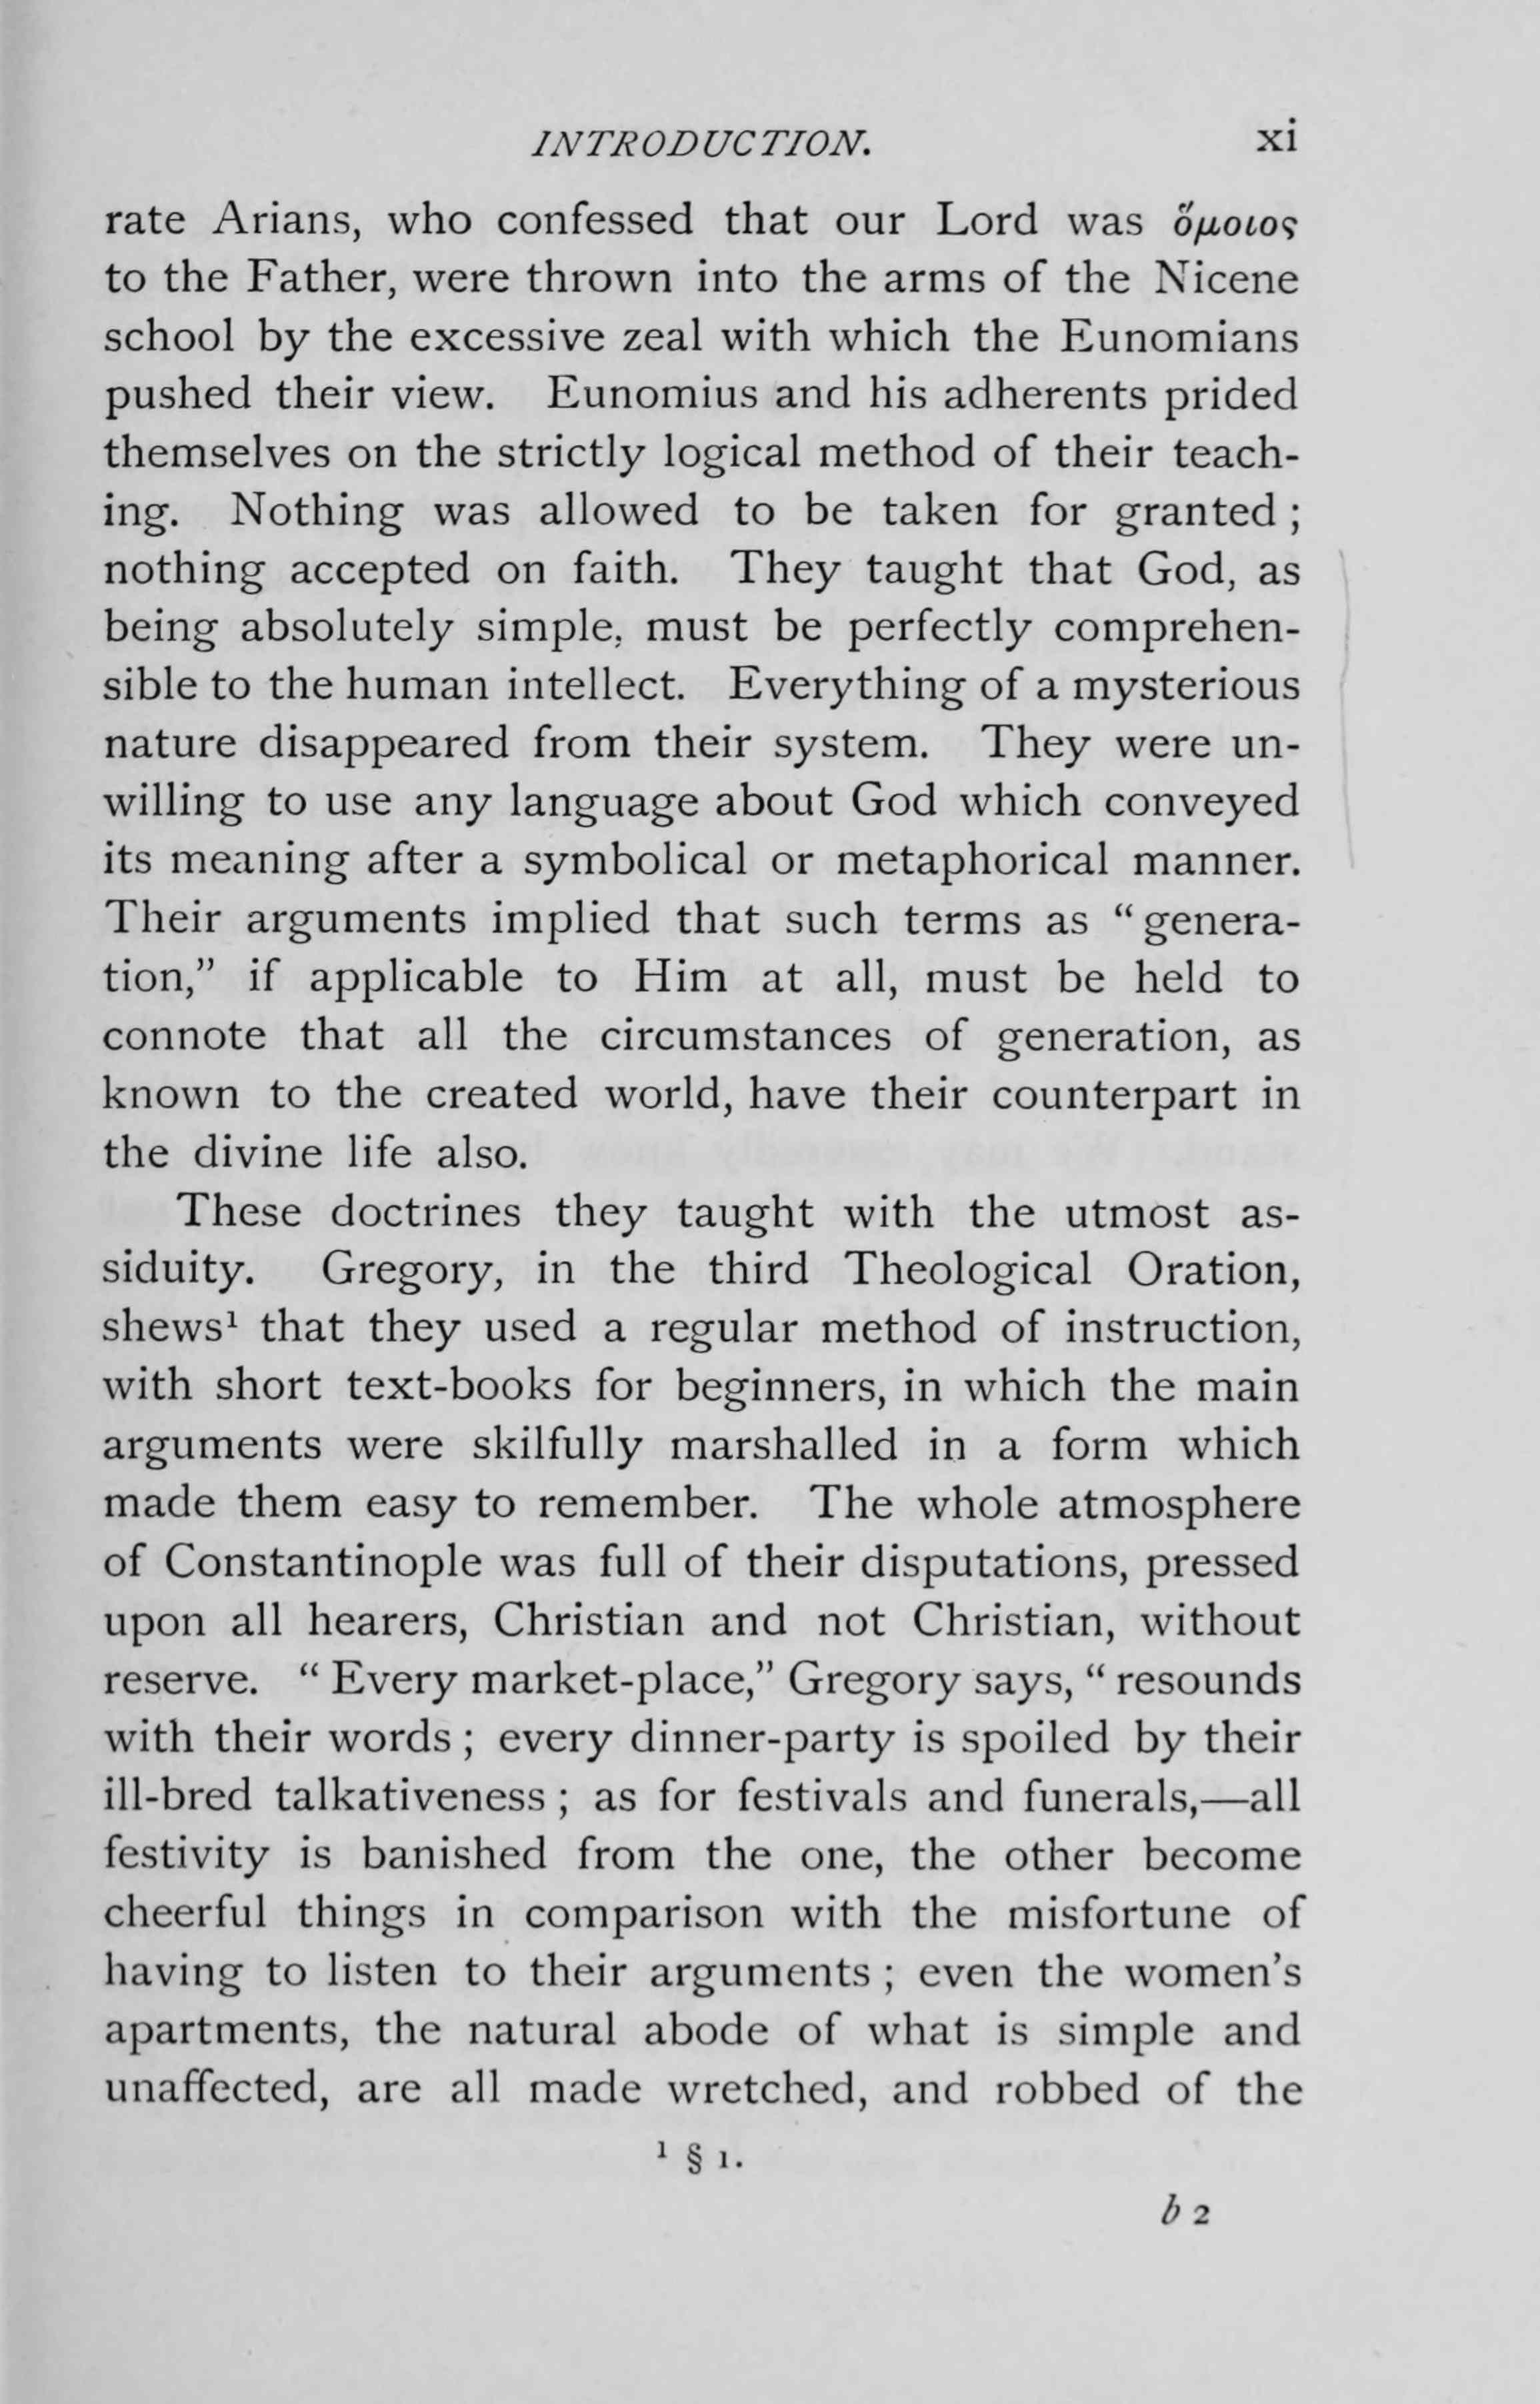 INTRODUCTION. xi
rate Arians, who confessed that our Lord was ὅμοιος
to the Father, were thrown into the arms of the Nicene
school by the excessive zeal with which the Eunomians
pushed their view. Eunomius and his adherents prided
themselves on the strictly logical method of their teach-
ing. Nothing was allowed to be taken for granted ;
nothing accepted on faith. They taught that God, as
being absolutely simple, must be perfectly comprehen-
sible to the human intellect. Everything of a mysterious
nature disappeared from their system. They were un-
willing to use any language about God which conveyed
its meaning after a symbolical or metaphorical manner.
Their arguments implied that such terms as “ genera-
tion,” if applicable to Him at all, must be held to
connote that all the circumstances of generation, as
known to the created world, have their counterpart in
the divine life also.
These doctrines they taught with the utmost as-
siduity. Gregory, in the third Theological Oration,
shews¹ that they used a regular method of instruction,
with short text-books for beginners, in which the main
arguments were skilfully marshalled in a form which
made them easy to remember. The whole atmosphere
of Constantinople was full of their disputations, pressed
upon all hearers, Christian and not Christian, without
reserve. “ Every market-place,” Gregory says, “ resounds
with their words ; every dinner-party is spoiled by their
ill-bred talkativeness ; as for festivals and funerals,—all
festivity is banished from the one, the other become
cheerful things in comparison with the misfortune of
having to listen to their arguments ; even the women’s
apartments, the natural abode of what is simple and
unaffected, are all made wretched, and robbed of the
¹ § 1.
b 2